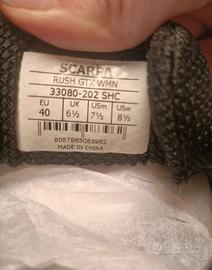 SCARPA
RUSH GTX WMN
33080-202 SHC
EU UK USm USw
40 6½ 7½ 8½
8057963083962
MADE IN CHINA